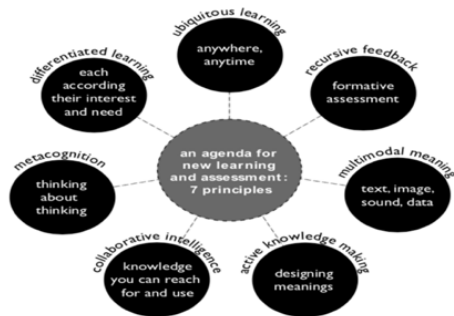 ubiquitous learning
anywhere,
anytime
recursive feedback
formative
assessment
multimodal meaning
text, image,
sound, data
active knowledge making
designing
meanings
collaborative intelligence
knowledge
you can reach
for and use
metacognition
thinking
about
thinking
differentiated learning
each
according
their interest
and need
an agenda for
new learning
and assessment:
7 principles